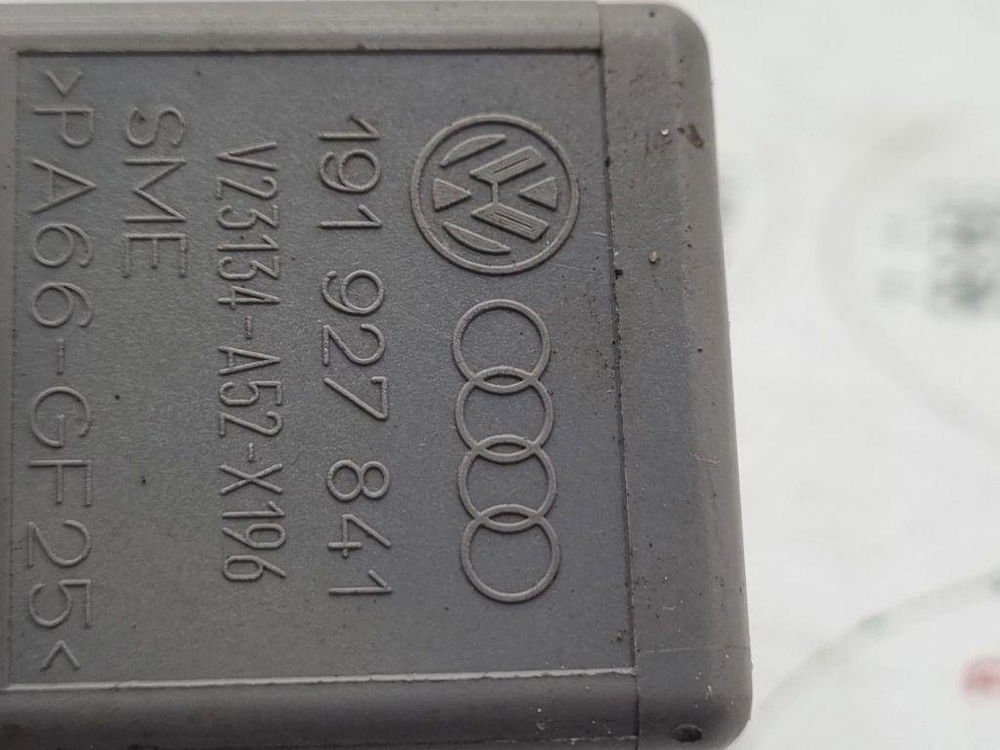 191 927 841
V23134-A52-X196
SME
>PA66-GF25<